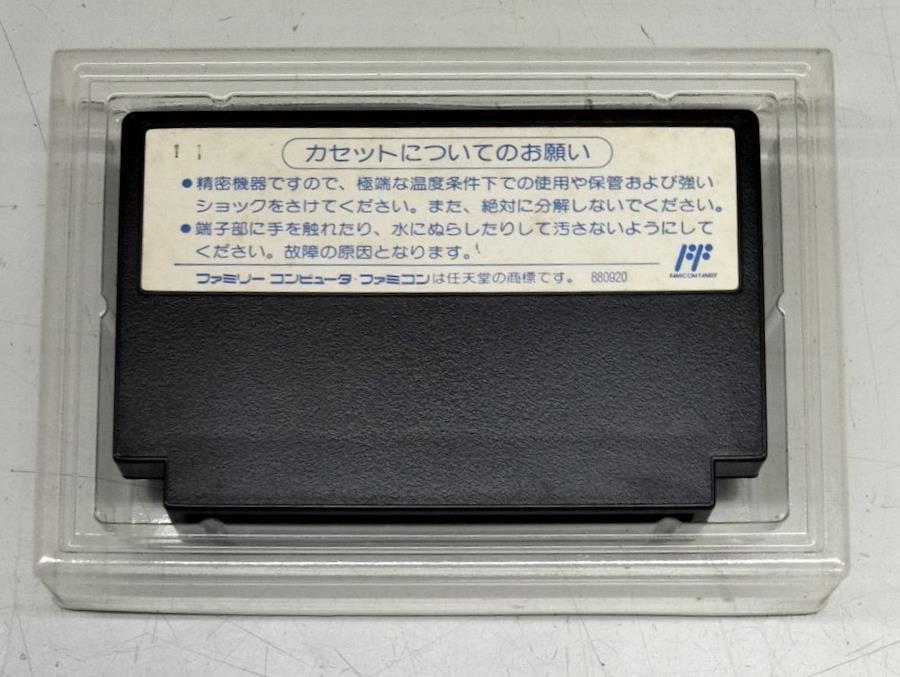 カセットについてのお願い
●精密機器ですので、極端な温度条件下での使用や保管および強い
ショックをさけてください。また、絶対に分解しないでください。
●端子部に手を触れたり、水にぬらしたりして汚さないようにして
ください。故障の原因となります。
FAMICOM FAMILY
ファミリー コンピュータ・ファミコンは任天堂の商標です。 880920